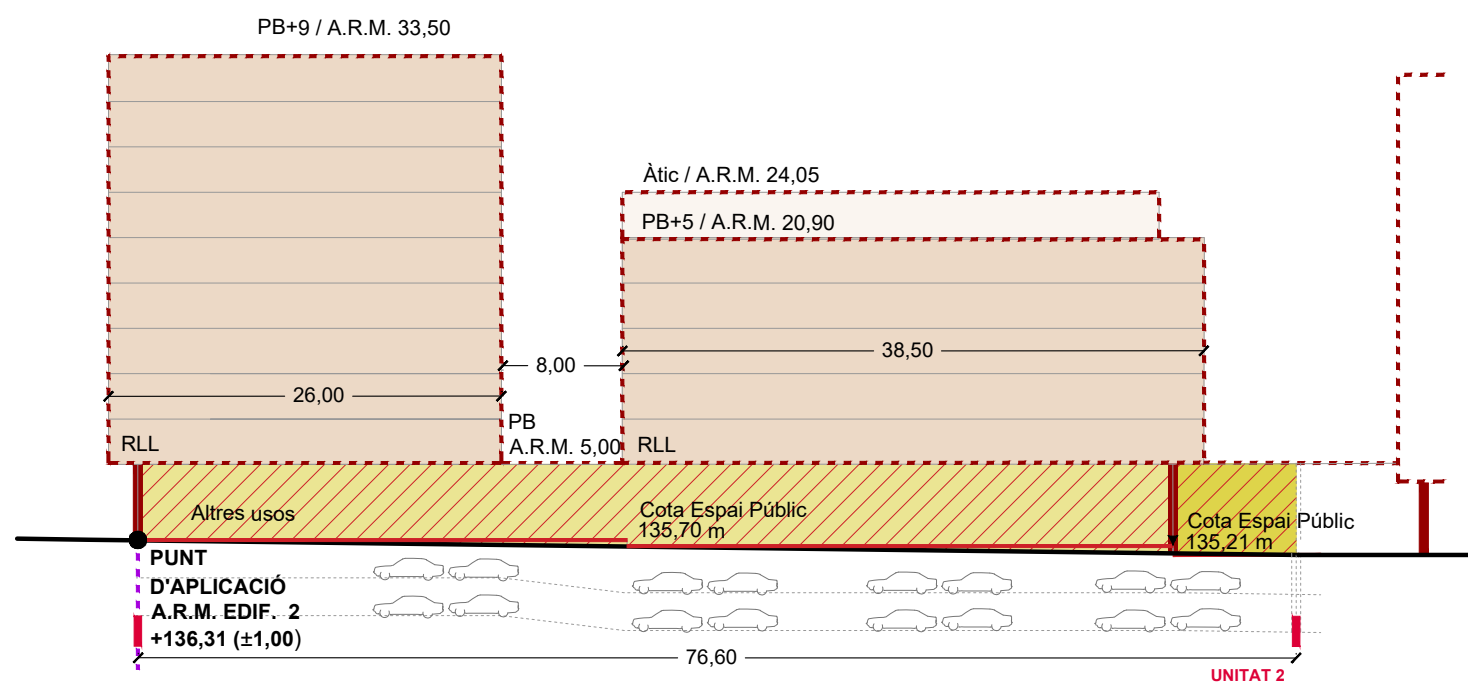 PB+9 / A.R.M. 33,50
Àtic / A.R.M. 24,05
PB+5 / A.R.M. 20,90
38,50
8,00
26,00
PB
A.R.M. 5,00
RLL
RLL
Altres usos
Cota Espai Públic
135,70 m
Cota Espai Públic
135,21 m
PUNT
D'APLICACIÓ
A.R.M. EDIF. 2
+136,31 (±1,00)
76,60
UNITAT 2